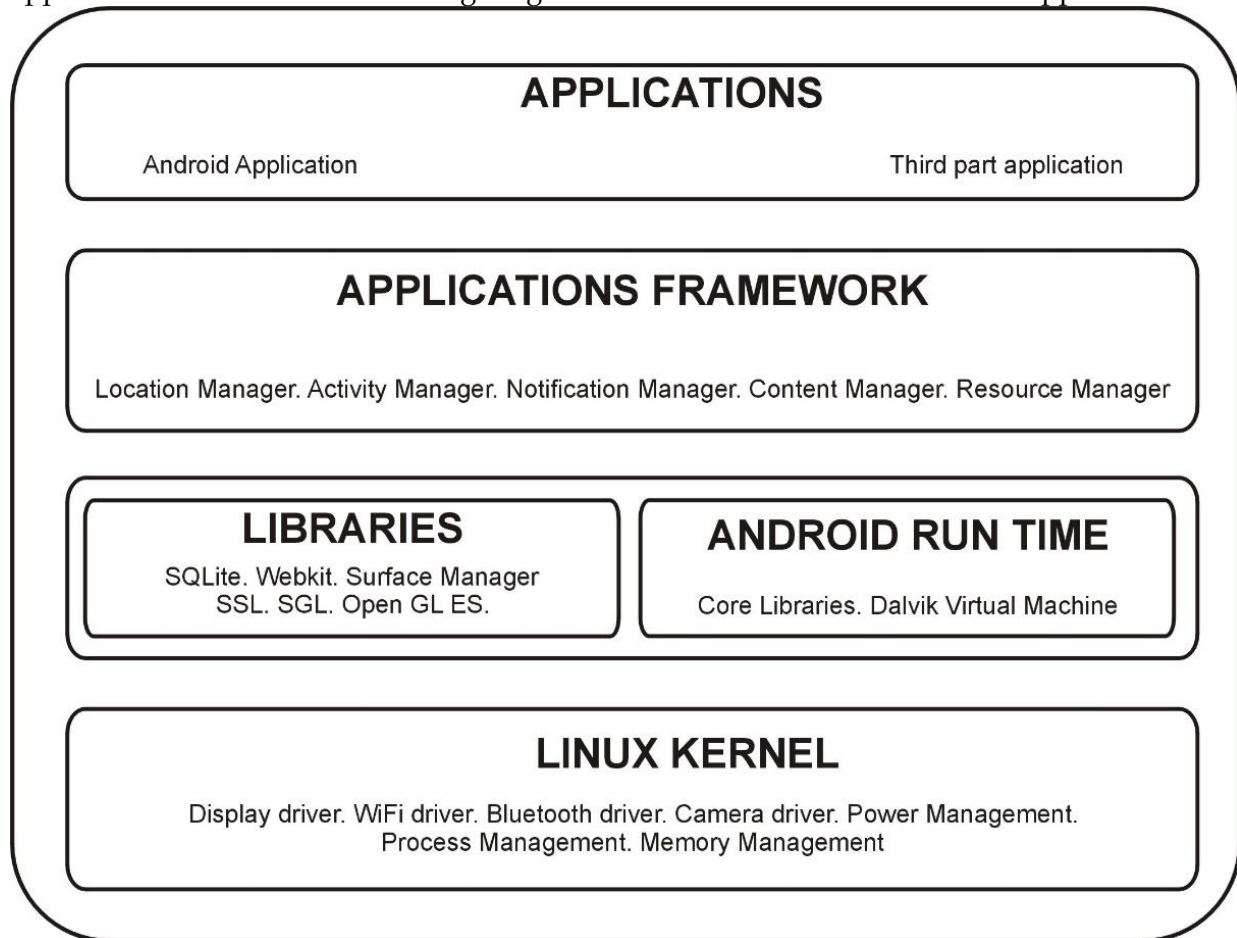 APPLICATIONS
Android Application Third part application
APPLICATIONS FRAMEWORK
Location Manager. Activity Manager. Notification Manager. Content Manager. Resource Manager
LIBRARIES
SQLite. Webkit. Surface Manager
SSL. SGL. Open GL ES.
ANDROID RUN TIME
Core Libraries. Dalvik Virtual Machine
LINUX KERNEL
Display driver. WiFi driver. Bluetooth driver. Camera driver. Power Management.
Process Management. Memory Management